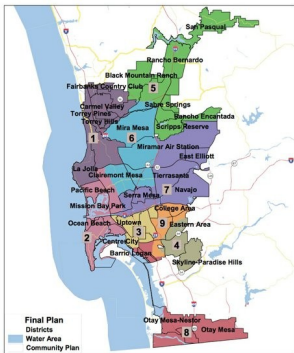 San Pasqual
Rancho Bernardo
Black Mountain Ranch
5
Fairbanks Country Club
Sabre Springs
Carmel Valley
Torrey Pines
Rancho Encantada
Torrey Hills
Mira Mesa
Scripps Reserve
1
6
Miramar Air Station
East Elliott
La Jolla
Tierrasanta
Clairemont Mesa
Pacific Beach
7
Navajo
Serra Mesa
Mission Bay Park
College Area
Ocean Beach
Uptown
9
Eastern Area
2
3
Centre City
4
Barrio Logan
Skyline-Paradise Hills
Final Plan
Districts
Water Area
Community Plan
Otay Mesa-Nestor
8
Otay Mesa